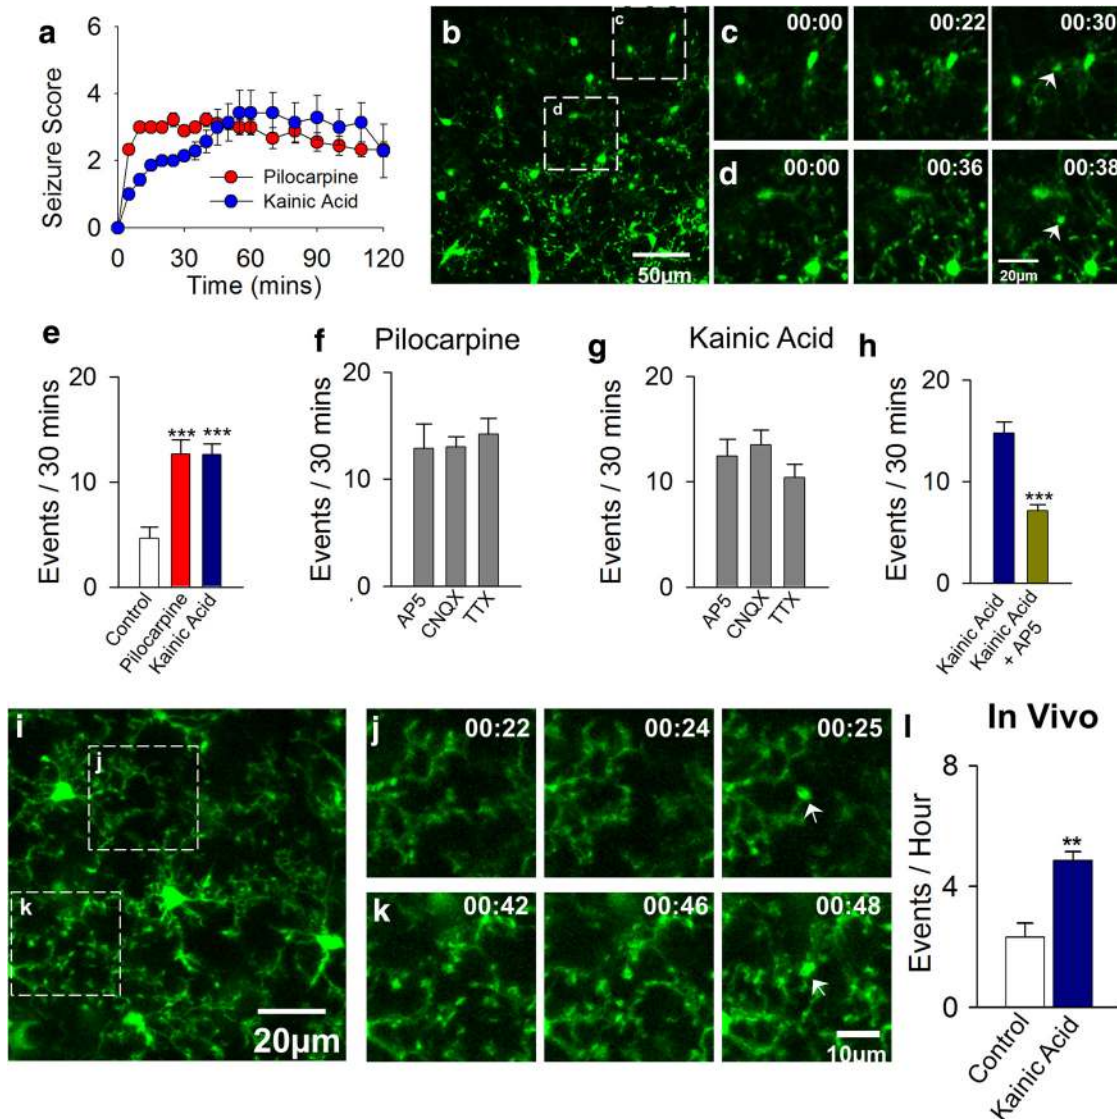 a
6
4
2
0
Seizure Score
Pilocarpine
Kainic Acid
0 30 60 90 120
Time (mins)
b
c
d
50µm
c 00:00 00:22 00:30
d 00:00 00:36 00:38
20µm
e
20
10
0
Events / 30 mins
*** ***
Control
Pilocarpine
Kainic Acid
f Pilocarpine
20
10
0
Events / 30 mins
AP5
CNQX
TTX
g Kainic Acid
20
10
0
Events / 30 mins
AP5
CNQX
TTX
h
20
10
0
Events / 30 mins
***
Kainic Acid
Kainic Acid
+ AP5
i
j
k
20µm
j 00:22 00:24 00:25
k 00:42 00:46 00:48
10µm
l In Vivo
8
4
0
Events / Hour
**
Control
Kainic Acid